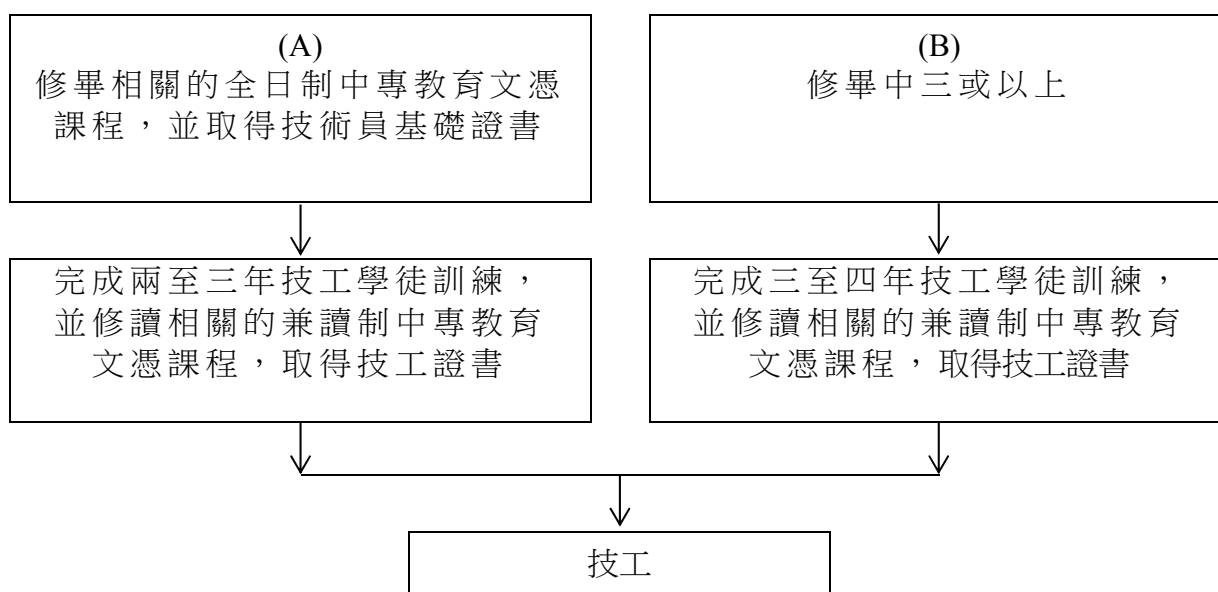 (A)
修畢相關的全日制中專教育文憑
課程，並取得技術員基礎證書
(B)
修畢中三或以上
完成兩至三年技工學徒訓練，
並修讀相關的兼讀制中專教育
文憑課程，取得技工證書
完成三至四年技工學徒訓練，
並修讀相關的兼讀制中專教育
文憑課程，取得技工證書
技工